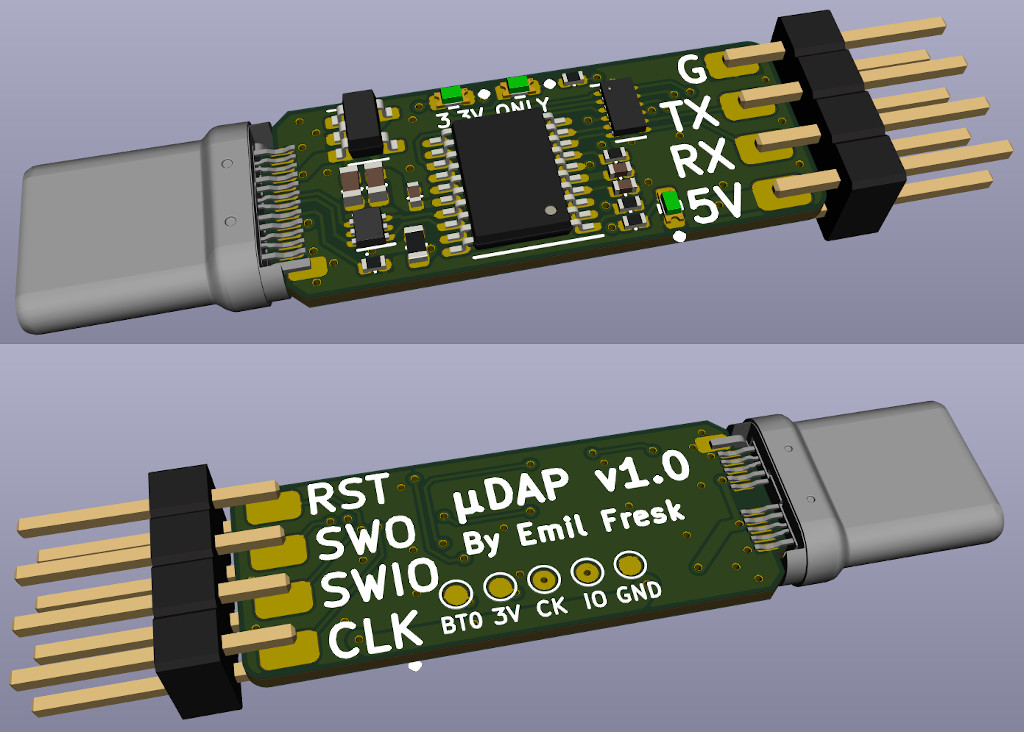 3.3V ONLY
G
TX
RX
5V
RST
SWO
SWIO
CLK
μDAP v1.0
By Emil Fresk
BT0 3V CK IO GND